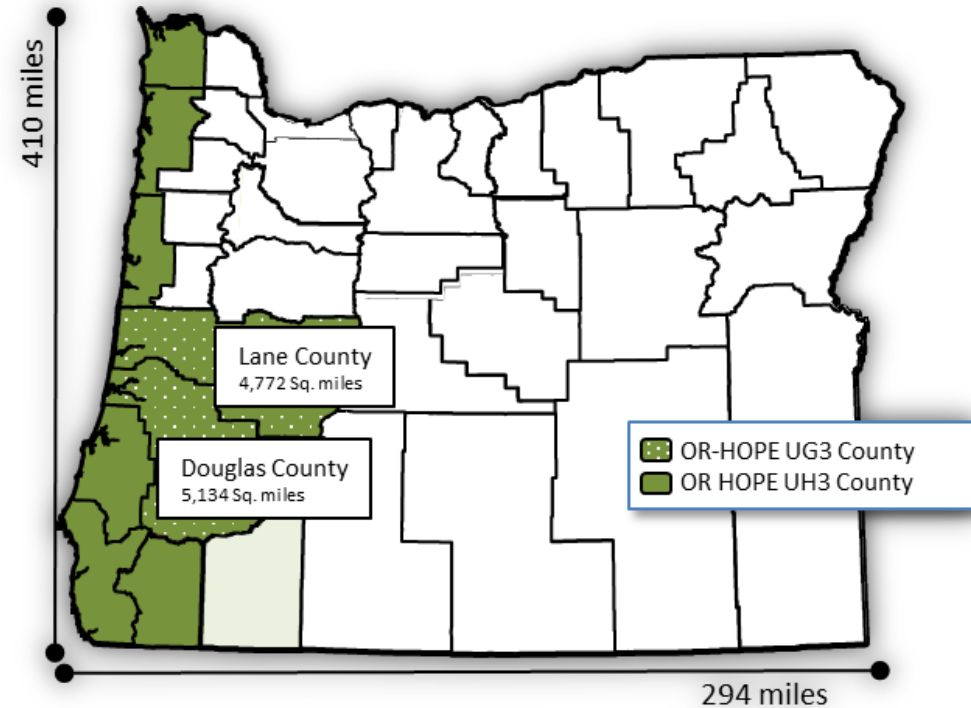 410 miles
Lane County
4,772 Sq. miles
Douglas County
5,134 Sq. miles
OR-HOPE UG3 County
OR HOPE UH3 County
294 miles